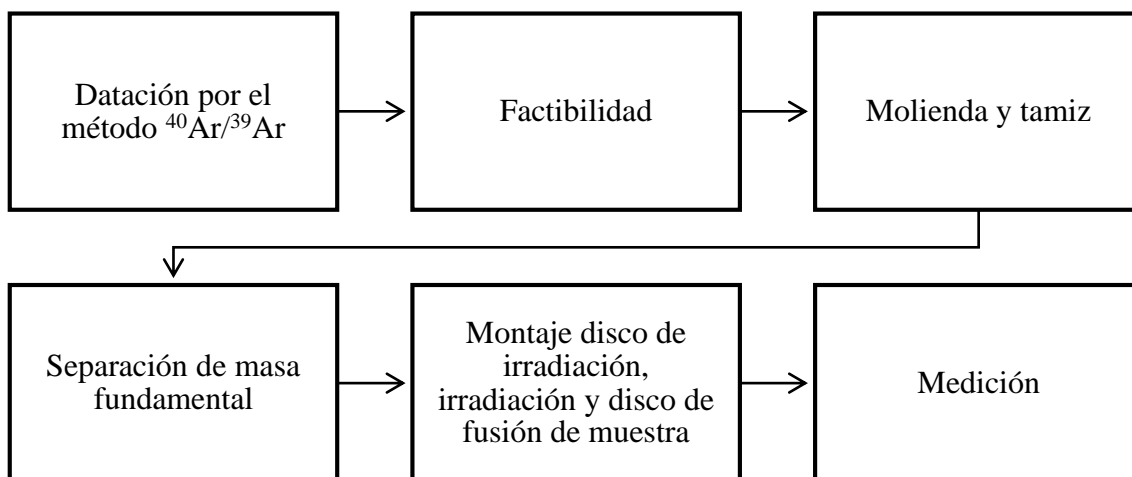 Datación por el
método ⁴⁰Ar/³⁹Ar
Factibilidad
Molienda y tamiz
Separación de masa
fundamental
Montaje disco de
irradiación,
irradiación y disco de
fusión de muestra
Medición